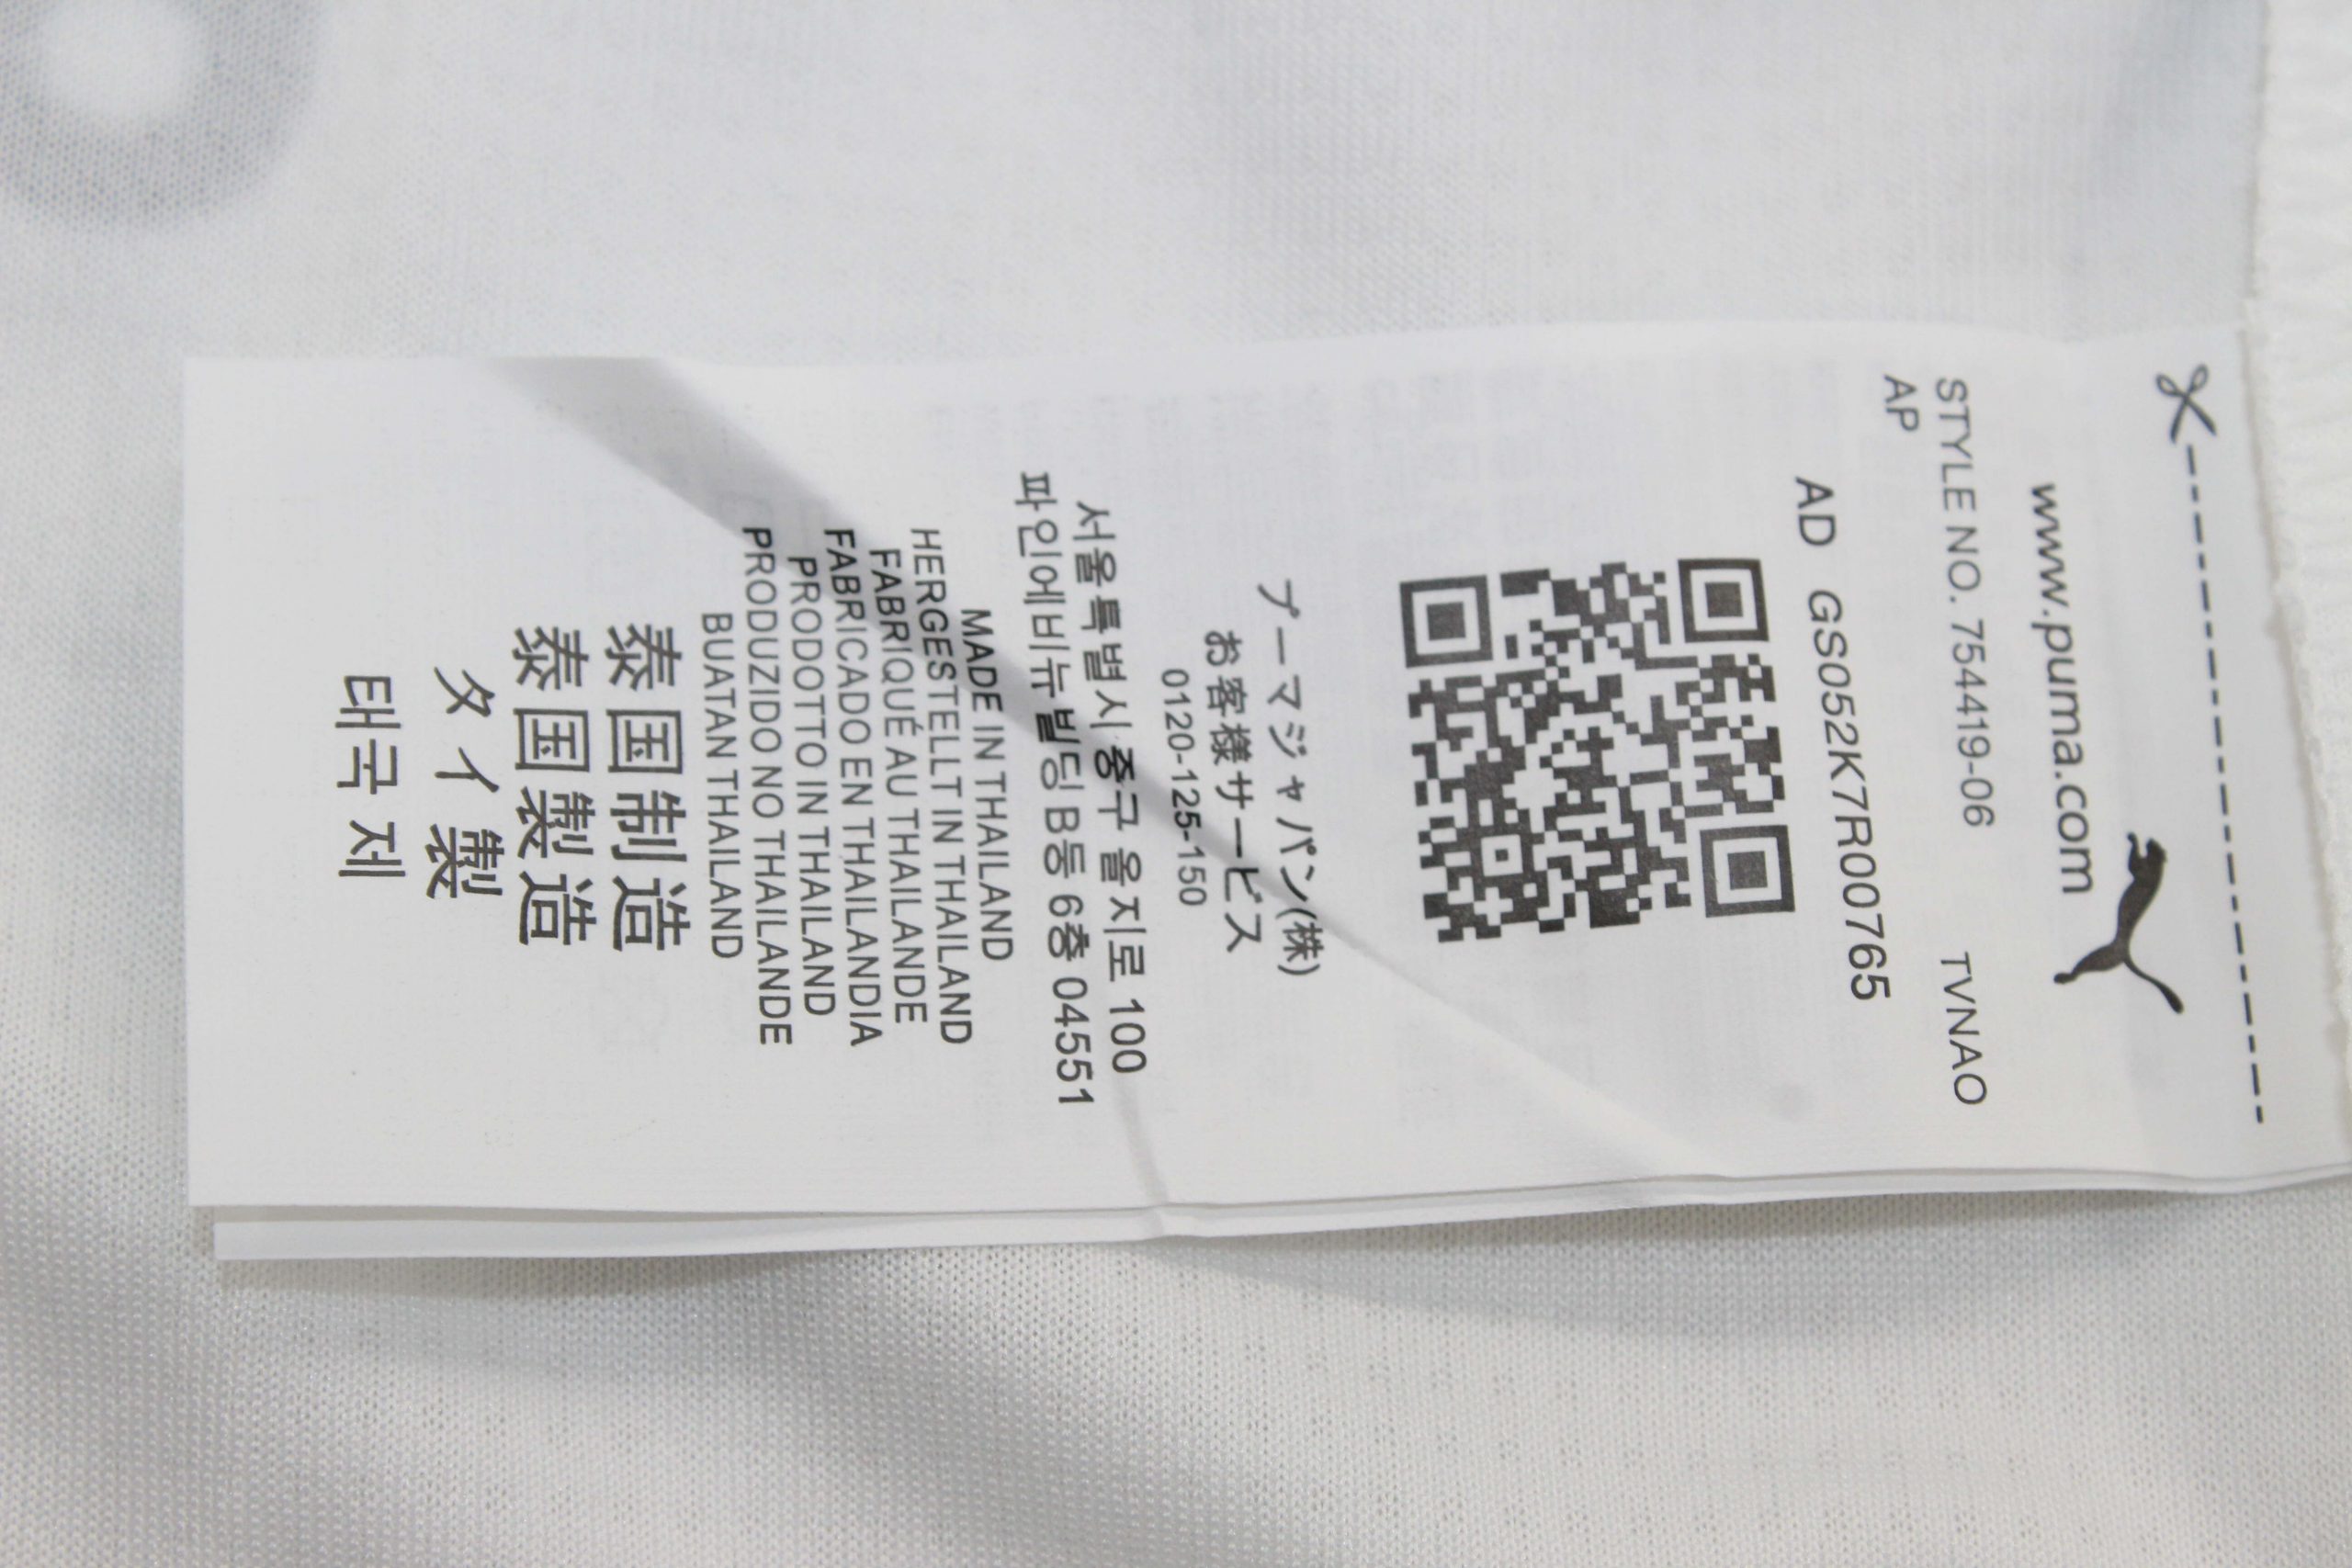 www.puma.com
STYLE NO. 754419-06 TVNAO
AP
AD GS052K7R00765
プーマジャパン(株)
お客様サービス
0120-125-150
서울특별시 중구 을지로 100
파인에비뉴빌딩 B동 6층 04551
MADE IN THAILAND
HERGESTELLT IN THAILAND
FABRIQUÉ AU THAILANDE
FABRICADO EN THAILANDIA
PRODOTTO IN THAILAND
PRODUZIDO NO THAILANDE
BUATAN THAILAND
泰国制造
泰国製造
タイ製
태국 제